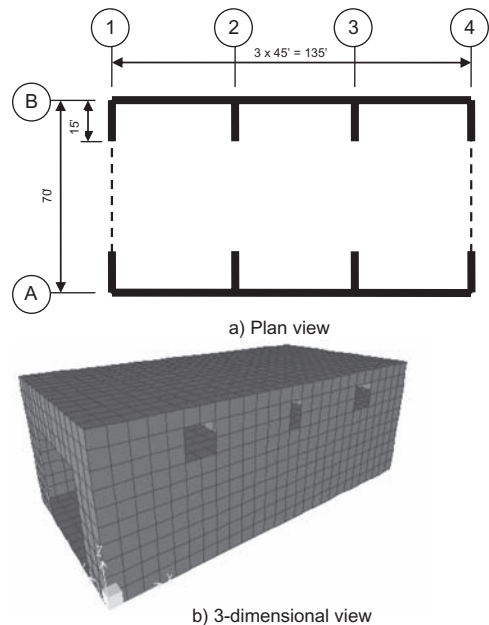 1 2 3 4
3 x 45' = 135'
B
15'
70'
A
a) Plan view
b) 3-dimensional view